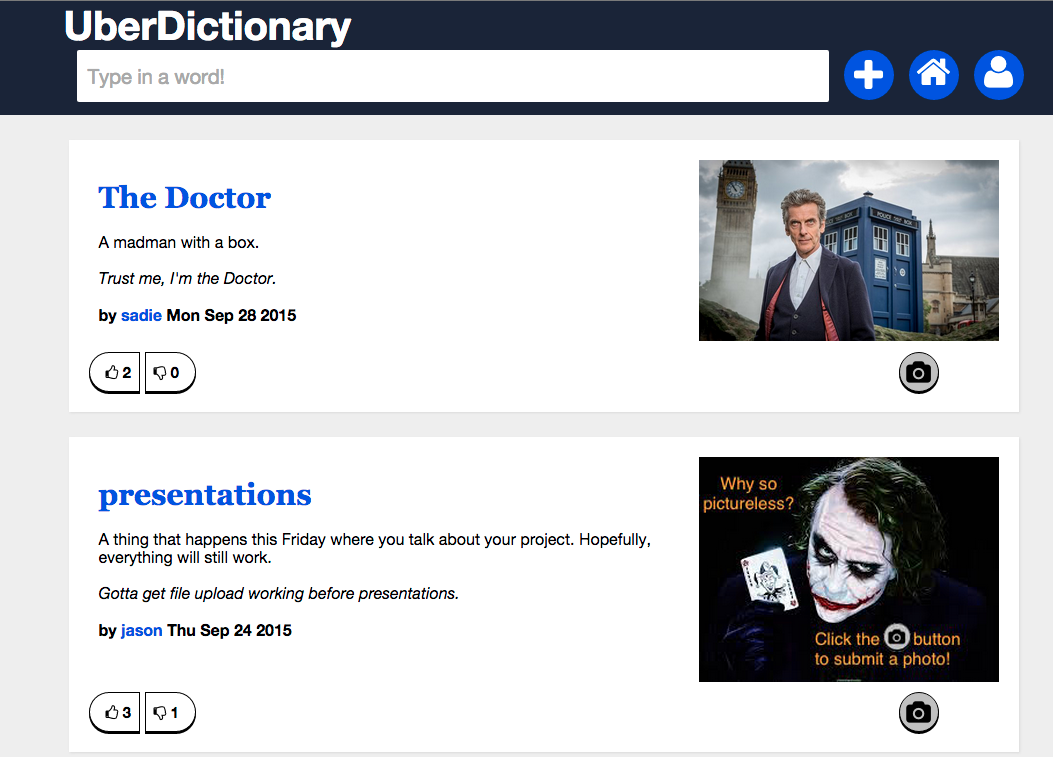 UberDictionary
Type in a word!
The Doctor
A madman with a box.
Trust me, I'm the Doctor.
by sadie Mon Sep 28 2015
2 0
POLICE BOX
presentations
A thing that happens this Friday where you talk about your project. Hopefully,
everything will still work.
Gotta get file upload working before presentations.
by jason Thu Sep 24 2015
Why so
pictureless?
Click the button
to submit a photo!
3 1